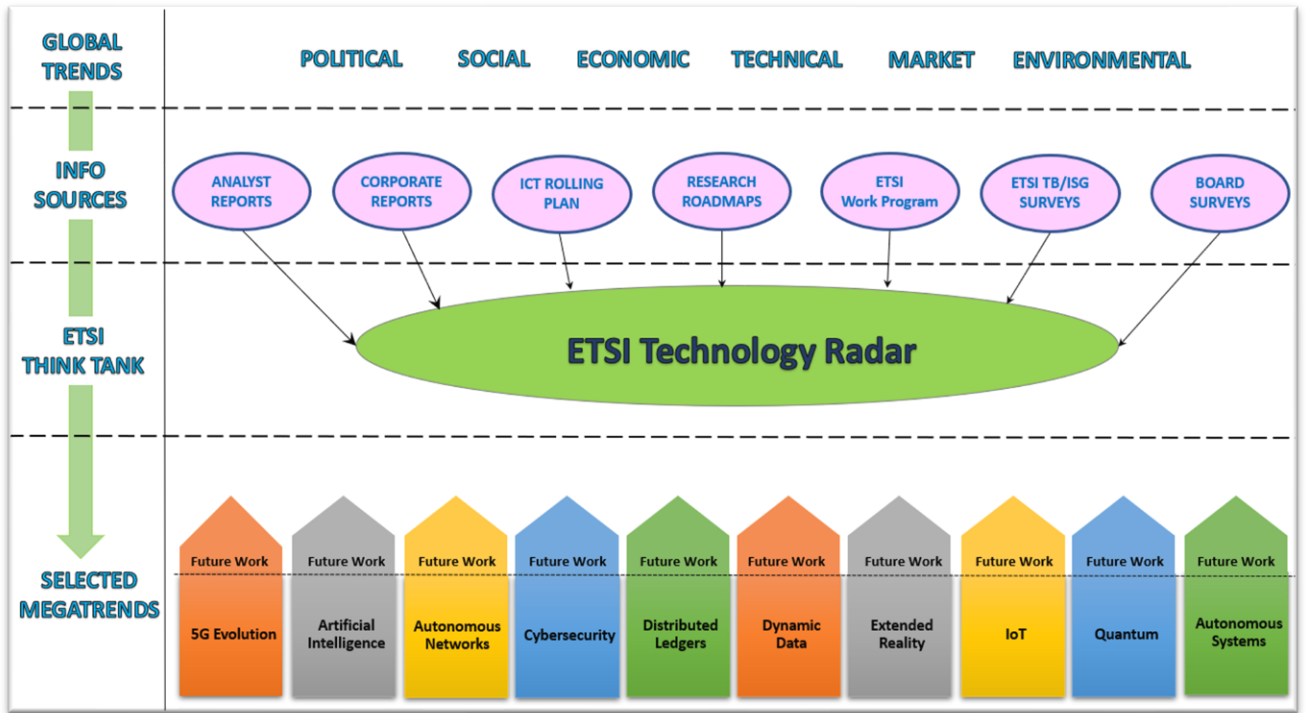 GLOBAL
TRENDS
POLITICAL SOCIAL ECONOMIC TECHNICAL MARKET ENVIRONMENTAL
INFO
SOURCES
ANALYST
REPORTS
CORPORATE
REPORTS
ICT ROLLING
PLAN
RESEARCH
ROADMAPS
ETSI
Work Program
ETSI TB/ISG
SURVEYS
BOARD
SURVEYS
ETSI
THINK TANK
ETSI Technology Radar
SELECTED
MEGATRENDS
Future Work
5G Evolution
Future Work
Artificial
Intelligence
Future Work
Autonomous
Networks
Future Work
Cybersecurity
Future Work
Distributed
Ledgers
Future Work
Dynamic
Data
Future Work
Extended
Reality
Future Work
IoT
Future Work
Quantum
Future Work
Autonomous
Systems